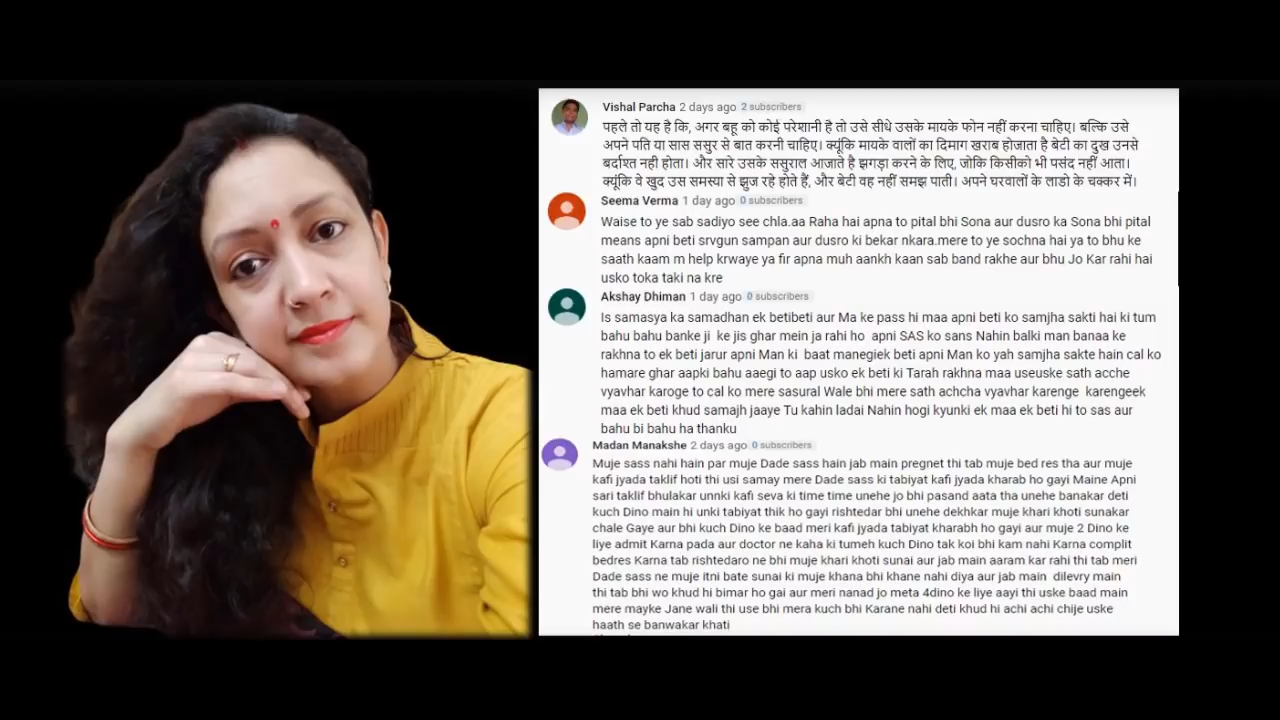 Vishal Parcha 2 days ago 2 subscribers
पहले तो यह है कि, अगर बहू को कोई परेशानी है तो उसे सीधे उसके मायके फोन नहीं करना चाहिए। बल्कि उसे
अपने पति या सास ससुर से बात करनी चाहिए। क्यूंकि मायके वालों का दिमाग खराब होजाता है बेटी का दुख उनसे
बर्दाश्त नही होता। और सारे उसके ससुराल आजाते है झगड़ा करने के लिए, जोकि किसीको भी पसंद नहीं आता।
क्यूंकि वे खुद उस समस्या से झुज रहे होते हैं, और बेटी वह नहीं समझ पाती। अपने घरवालों के लाडो के चक्कर में।
Seema Verma 1 day ago 0 subscribers
Waise to ye sab sadiyo see chla.aa Raha hai apna to pital bhi Sona aur dusro ka Sona bhi pital
means apni beti srvgun sampan aur dusro ki bekar nkara.mere to ye sochna hai ya to bhu ke
saath kaam m help krwaye ya fir apna muh aankh kaan sab band rakhe aur bhu Jo Kar rahi hai
usko toka taki na kre
Akshay Dhiman 1 day ago 0 subscribers
Is samasya ka samadhan ek betibeti aur Ma ke pass hi maa apni beti ko samjha sakti hai ki tum
bahu bahu banke ji ke jis ghar mein ja rahi ho apni SAS ko sans Nahin balki man banaa ke
rakhna to ek beti jarur apni Man ki baat manegiek beti apni Man ko yah samjha sakte hain cal ko
hamare ghar aapki bahu aaegi to aap usko ek beti ki Tarah rakhna maa useuske sath acche
vyavhar karoge to cal ko mere sasural Wale bhi mere sath achcha vyavhar karenge karengeek
maa ek beti khud samajh jaaye Tu kahin ladai Nahin hogi kyunki ek maa ek beti hi to sas aur
bahu bi bahu ha thanku
Madan Manakshe 2 days ago 0 subscribers
Muje sass nahi hain par muje Dade sass hain jab main pregnet thi tab muje bed res tha aur muje
kafi jyada taklif hoti thi usi samay mere Dade sass ki tabiyat kafi jyada kharab ho gayi Maine Apni
sari taklif bhulakar unnki kafi seva ki time time unehe jo bhi pasand aata tha unehe banakar deti
kuch Dino main hi unki tabiyat thik ho gayi rishtedar bhi unehe dekhkar muje khari khoti sunakar
chale Gaye aur bhi kuch Dino ke baad meri kafi jyada tabiyat kharabh ho gayi aur muje 2 Dino ke
liye admit Karna pada aur doctor ne kaha ki tumeh kuch Dino tak koi bhi kam nahi Karna complit
bedres Karna tab rishtedaro ne bhi muje khari khoti sunai aur jab main aaram kar rahi thi tab meri
Dade sass ne muje itni bate sunai ki muje khana bhi khane nahi diya aur jab main dilevry main
thi tab bhi wo khud hi bimar ho gai aur meri nanad jo meta 4dino ke liye aayi thi uske baad main
mere mayke Jane wali thi use bhi mera kuch bhi Karane nahi deti khud hi achi achi chije uske
haath se banwakar khati